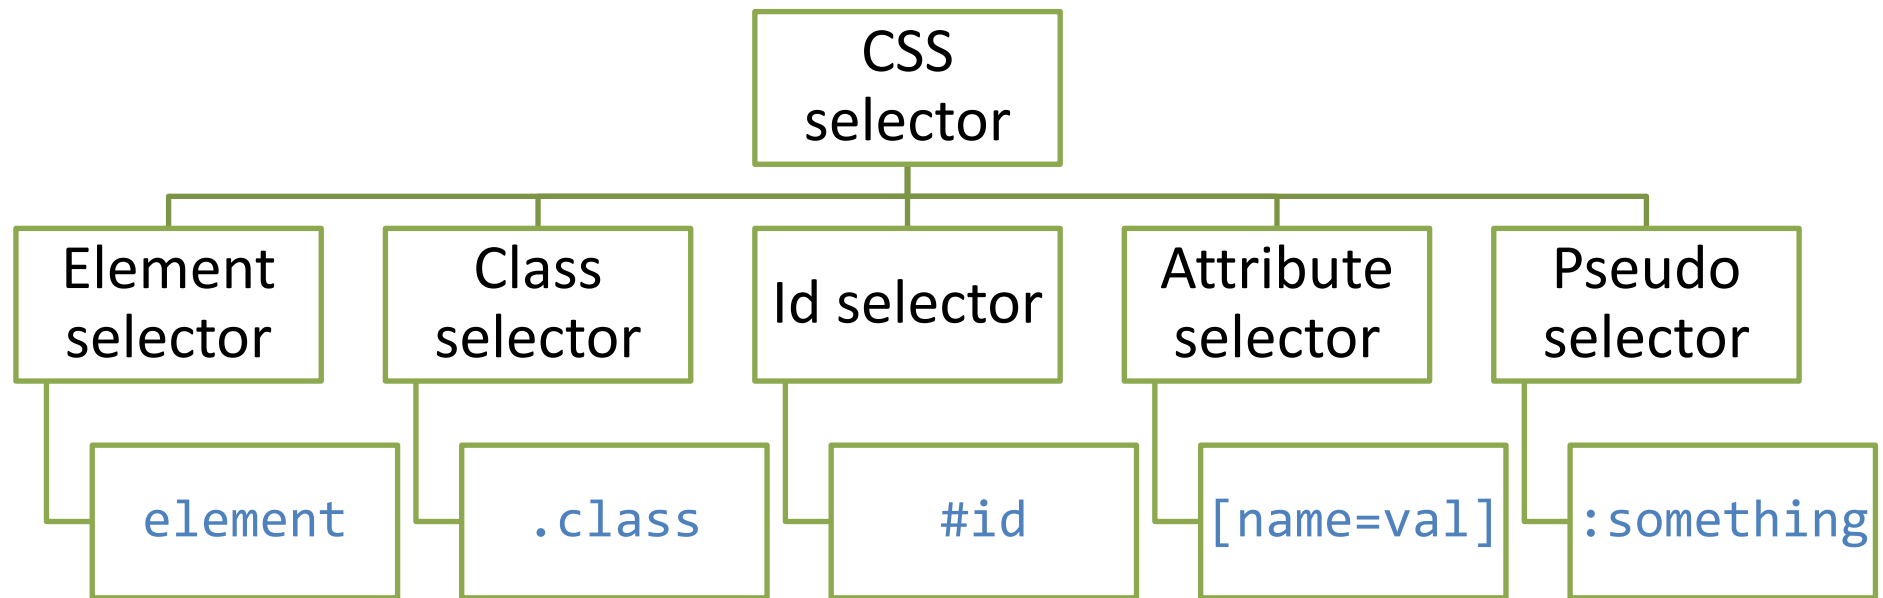 CSS
selector
Element
selector
Class
selector
Id selector
Attribute
selector
Pseudo
selector
element
.class
#id
[name=val]
:something